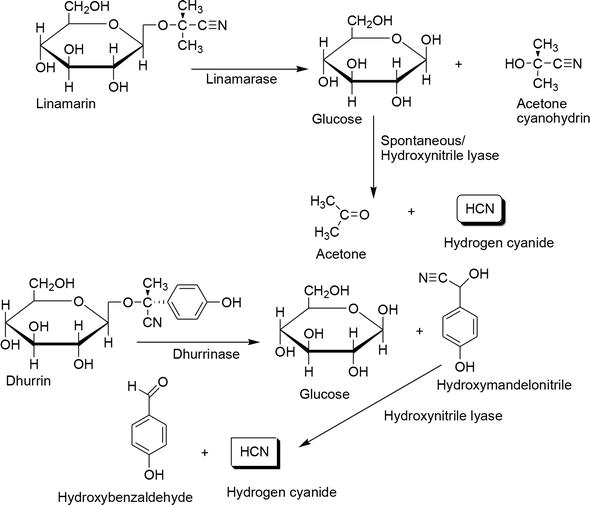 CH₂OH
H
O
O
CH₃
C
C≡N
CH₃
H
OH
H
OH
H
H
H
OH
Linamarin
Linamarase
CH₂OH
H
O
OH
H
OH
H
OH
H
H
H
OH
Glucose
+
CH₃
HO
C
C≡N
CH₃
Acetone
cyanohydrin
Spontaneous/
Hydroxynitrile lyase
H₃C
C=O
H₃C
Acetone
+
HCN
Hydrogen cyanide
CH₂OH
H
O
O
CH₃
C
CN
OH
H
OH
H
OH
H
H
H
OH
Dhurrin
Dhurrinase
CH₂OH
H
O
OH
H
OH
H
OH
H
H
H
OH
Glucose
+
N≡C
OH
OH
Hydroxymandelonitrile
Hydroxynitrile lyase
H
O
OH
Hydroxybenzaldehyde
+
HCN
Hydrogen cyanide